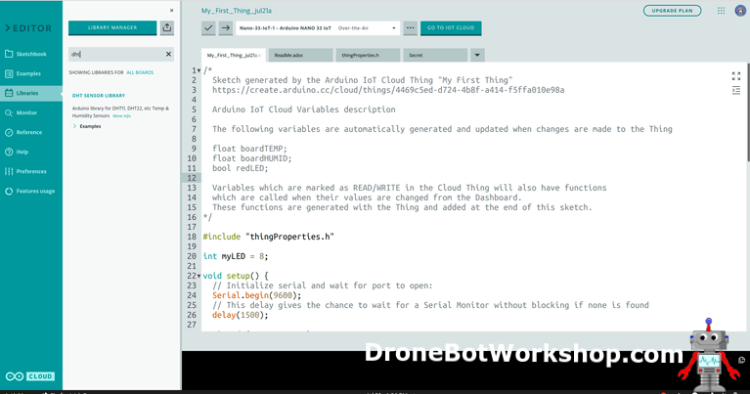 My_First_Thing_jul21a
UPGRADE PLAN
EDITOR
LIBRARY MANAGER
Nano-33-IoT-1 - Arduino NANO 33 IoT
Over-the-Air
GO TO IOT CLOUD
Sketchbook
Examples
Libraries
Monitor
Reference
Help
Preferences
Features usage
CLOUD
dht
SHOWING LIBRARIES FOR ALL BOARDS
DHT SENSOR LIBRARY
Arduino library for DHT11, DHT22, etc Temp &
Humidity Sensors More info
Examples
My_First_Thing_jul21a
ReadMe.adoc
thingProperties.h
Secret
1 /*
2 Sketch generated by the Arduino IoT Cloud Thing "My First Thing"
3 https://create.arduino.cc/cloud/things/4469c5ed-d724-4b8f-a414-f5ffa010e98a
4
5 Arduino IoT Cloud Variables description
6
7 The following variables are automatically generated and updated when changes are made to the Thing
8
9 float boardTEMP;
10 float boardHUMID;
11 bool redLED;
12
13 Variables which are marked as READ/WRITE in the Cloud Thing will also have functions
14 which are called when their values are changed from the Dashboard.
15 These functions are generated with the Thing and added at the end of this sketch.
16 */
17
18 #include "thingProperties.h"
19
20 int myLED = 8;
21
22 void setup() {
23 // Initialize serial and wait for port to open:
24 Serial.begin(9600);
25 // This delay gives the chance to wait for a Serial Monitor without blocking if none is found
26 delay(1500);
27
DroneBotWorkshop.com